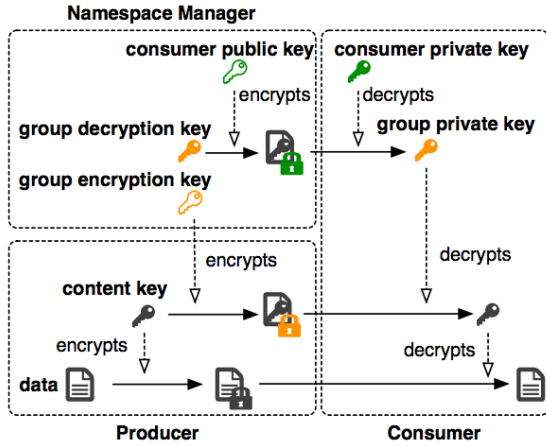 Namespace Manager
consumer public key
consumer private key
encrypts
decrypts
group decryption key
group private key
group encryption key
encrypts
decrypts
content key
encrypts
decrypts
data
Producer
Consumer